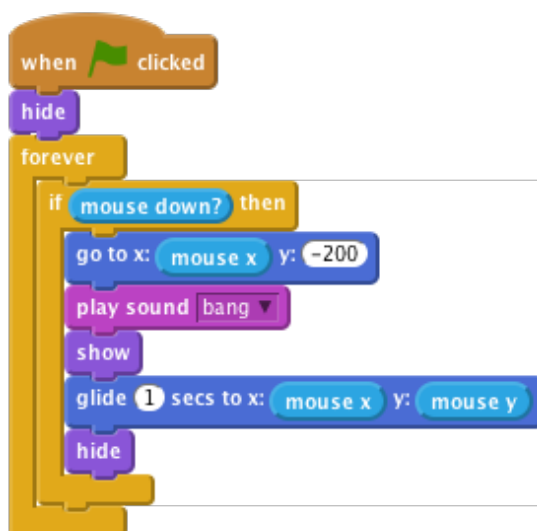 when clicked
hide
forever
if mouse down? then
go to x: mouse x y: -200
play sound bang
show
glide 1 secs to x: mouse x y: mouse y
hide